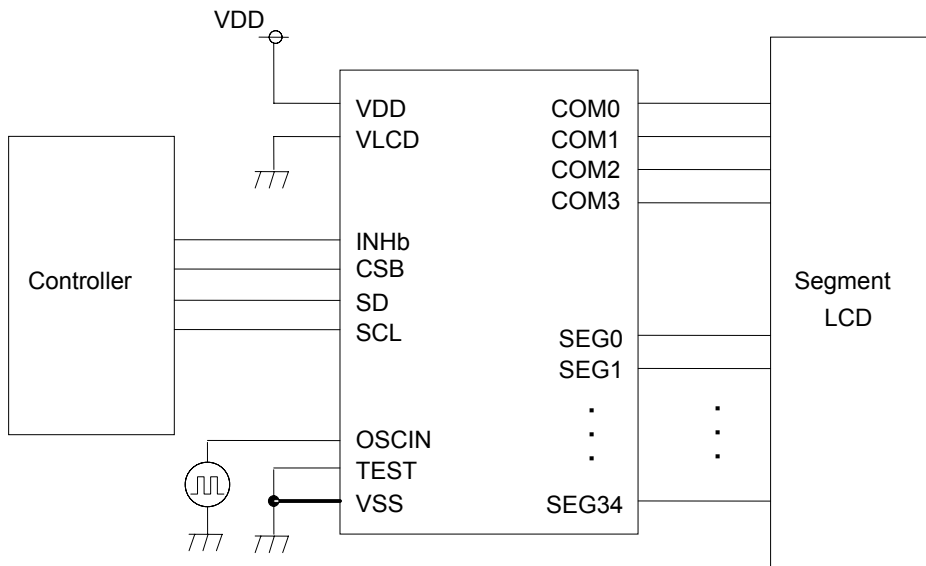 VDD
VDD
VLCD
INHb
CSB
SD
SCL
OSCIN
TEST
VSS
COM0
COM1
COM2
COM3
SEG0
SEG1
SEG34
Controller
Segment
LCD